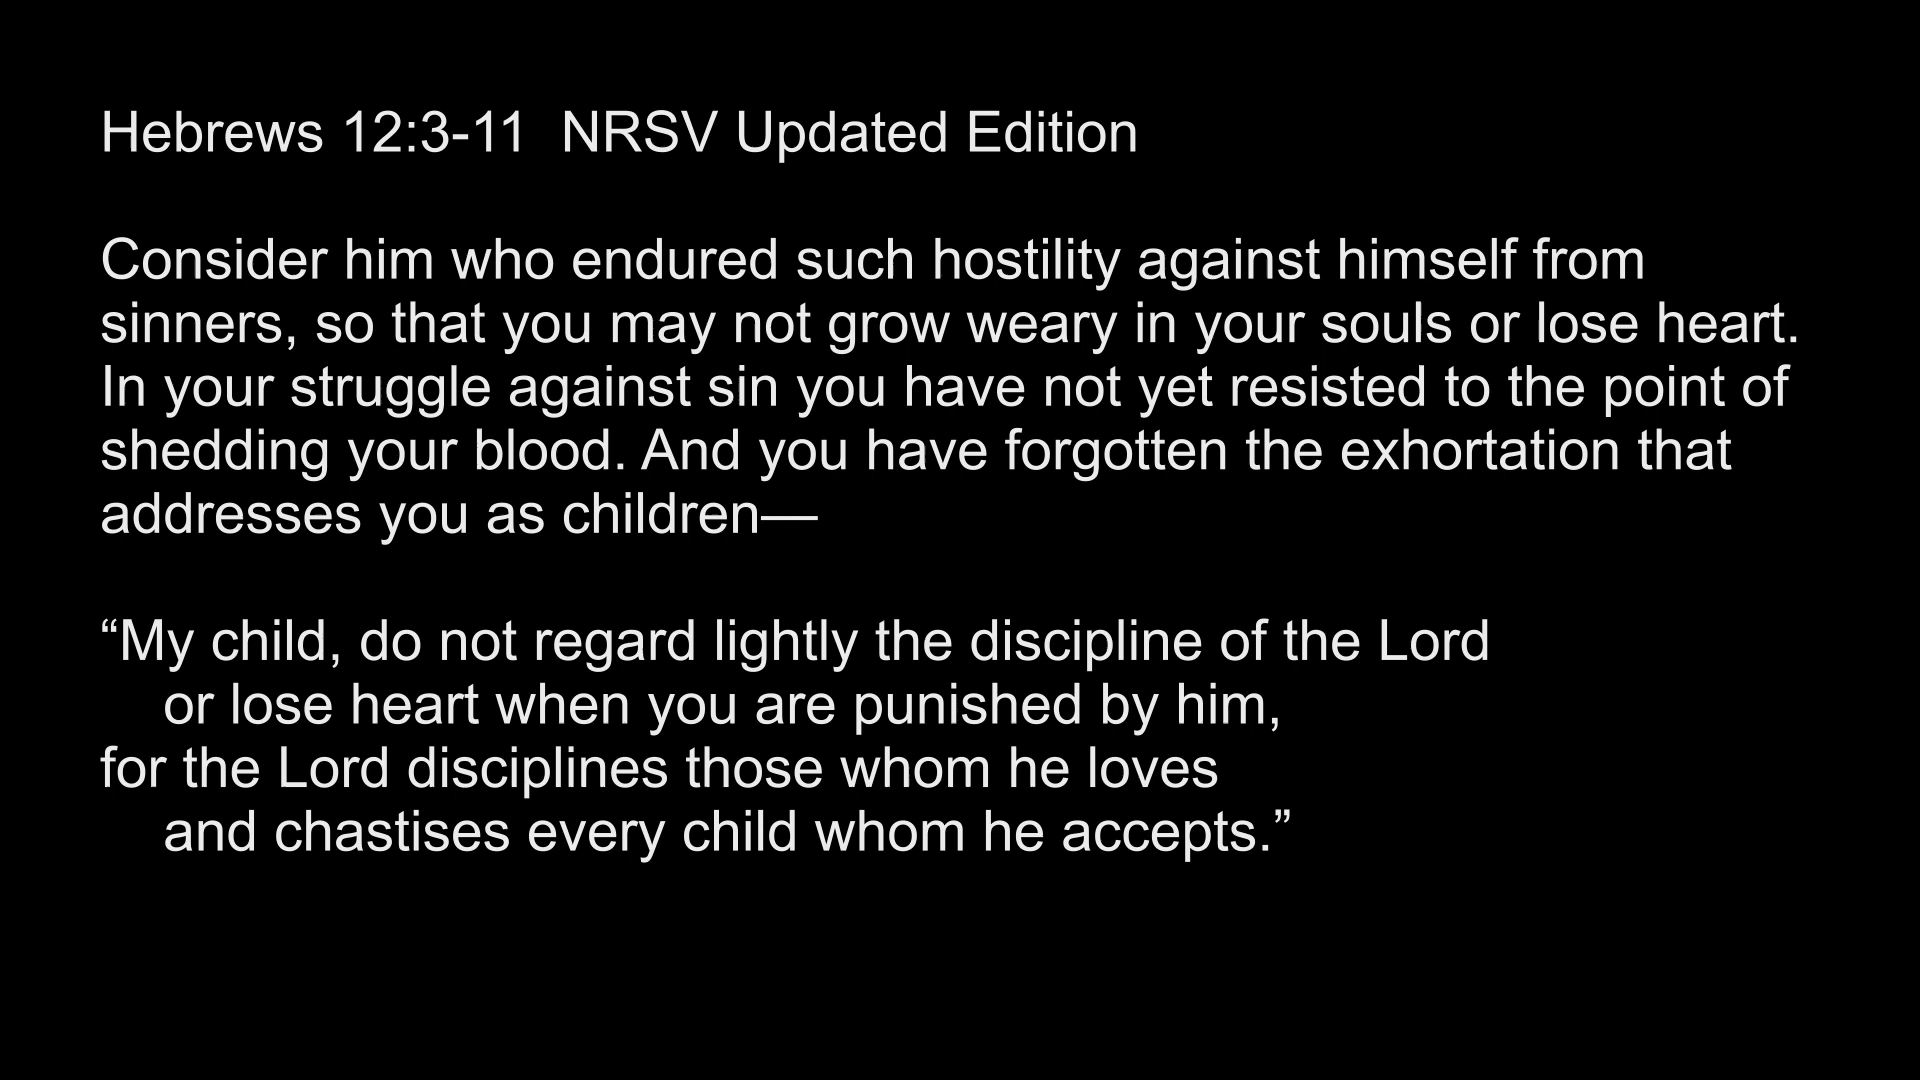 Hebrews 12:3-11  NRSV Updated Edition
Consider him who endured such hostility against himself from
sinners, so that you may not grow weary in your souls or lose heart.
In your struggle against sin you have not yet resisted to the point of
shedding your blood. And you have forgotten the exhortation that
addresses you as children—
“My child, do not regard lightly the discipline of the Lord
or lose heart when you are punished by him,
for the Lord disciplines those whom he loves
and chastises every child whom he accepts.”